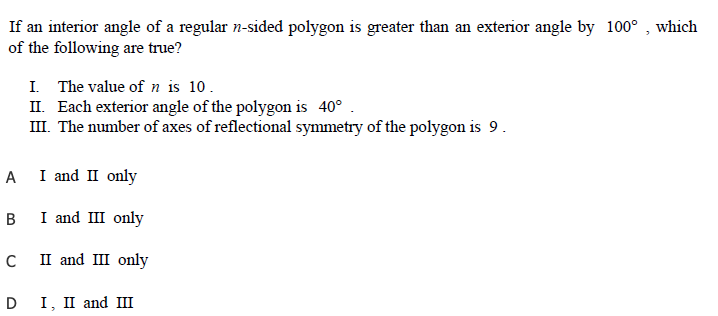 If an interior angle of a regular n-sided polygon is greater than an exterior angle by 100° , which
of the following are true?
I. The value of n is 10 .
II. Each exterior angle of the polygon is 40° .
III. The number of axes of reflectional symmetry of the polygon is 9 .
A I and II only
B I and III only
C II and III only
D I , II and III